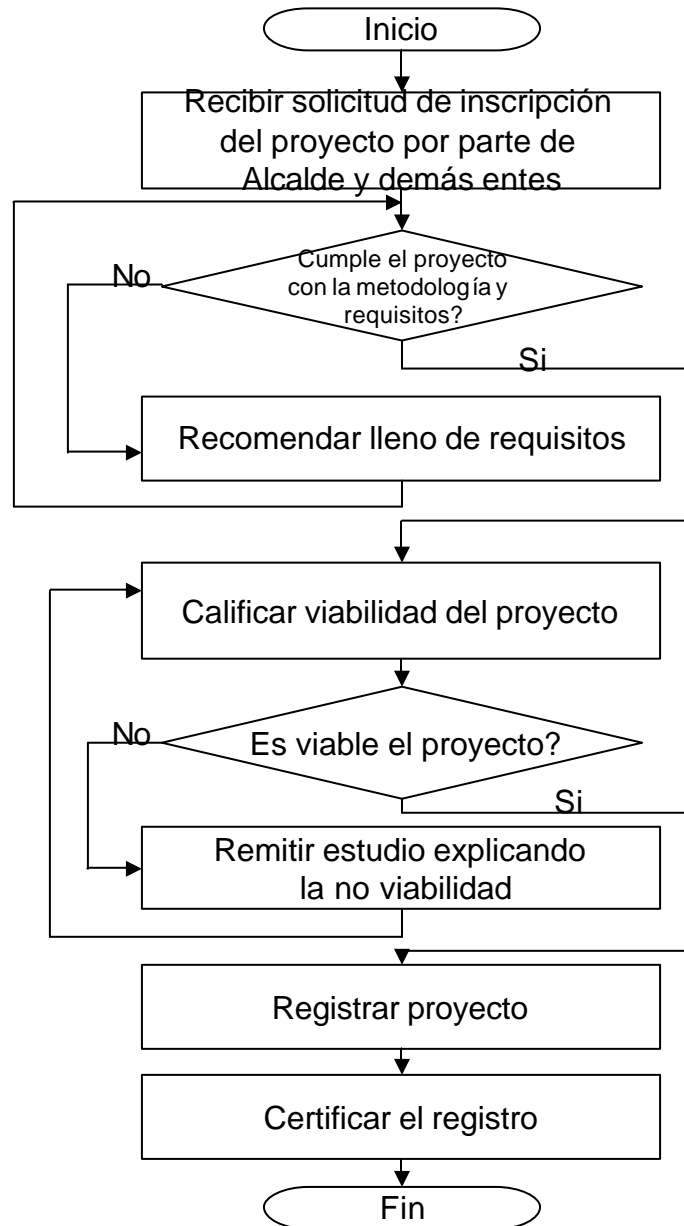 Inicio
Recibir solicitud de inscripción
del proyecto por parte de
Alcalde y demás entes
Cumple el proyecto
con la metodología y
requisitos?
No
Si
Recomendar lleno de requisitos
Calificar viabilidad del proyecto
No
Es viable el proyecto?
Si
Remitir estudio explicando
la no viabilidad
Registrar proyecto
Certificar el registro
Fin